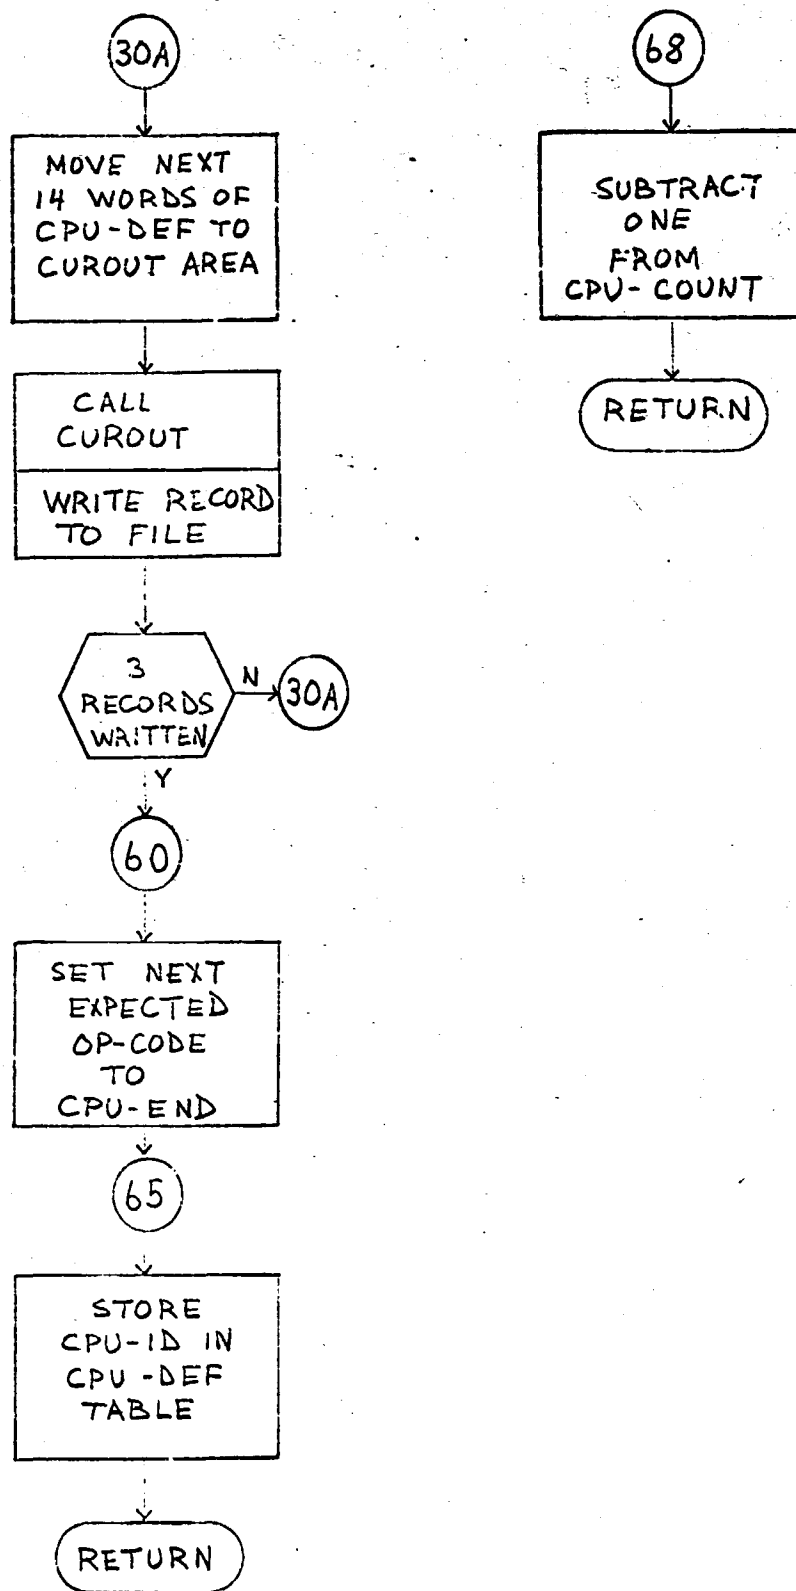 30A
MOVE NEXT
14 WORDS OF
CPU-DEF TO
CUROUT AREA
CALL
CUROUT
WRITE RECORD
TO FILE
3
RECORDS
WRITTEN
N
30A
Y
60
SET NEXT
EXPECTED
OP-CODE
TO
CPU-END
65
STORE
CPU-ID IN
CPU-DEF
TABLE
RETURN
68
SUBTRACT
ONE
FROM
CPU-COUNT
RETURN